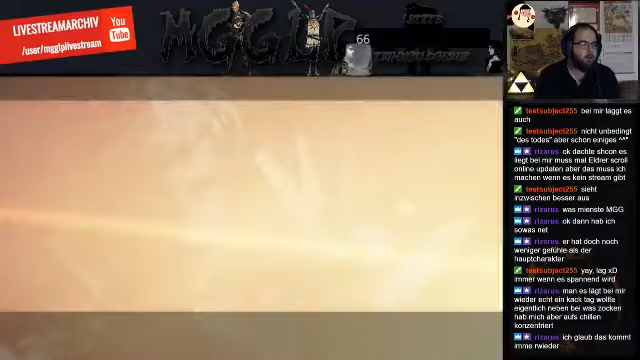 LIVESTREAMARCHIV
/user/mgglplivestream
You
Tube
MGGLP
66
LETZTE
testsubject255 bei mir laggt es
auch
testsubject255 nicht unbedingt
"des todes" aber schon einiges ^^"
rizarus ok dachte shcon es
liegt bei mir muss mal Eldrer scroll
online updaten aber das muss ich
machen wenn es kein stream gibt
testsubject255 sieht
inzwischen besser aus
rizarus was mienste MGG
rizarus ok dann hab ich
sowas net
rizarus er hat doch noch
weniger gefühle als der
hauptcharakter
testsubject255 yay, lag xD
immer wenn es spannend wird
rizarus man es lägt bei mir
wieder echt ein kack tag wollte
eigentlich neben bei was zocken
hab mich aber aufs chillen
konzentriert
rizarus ich glaub das kommt
imme rwieder